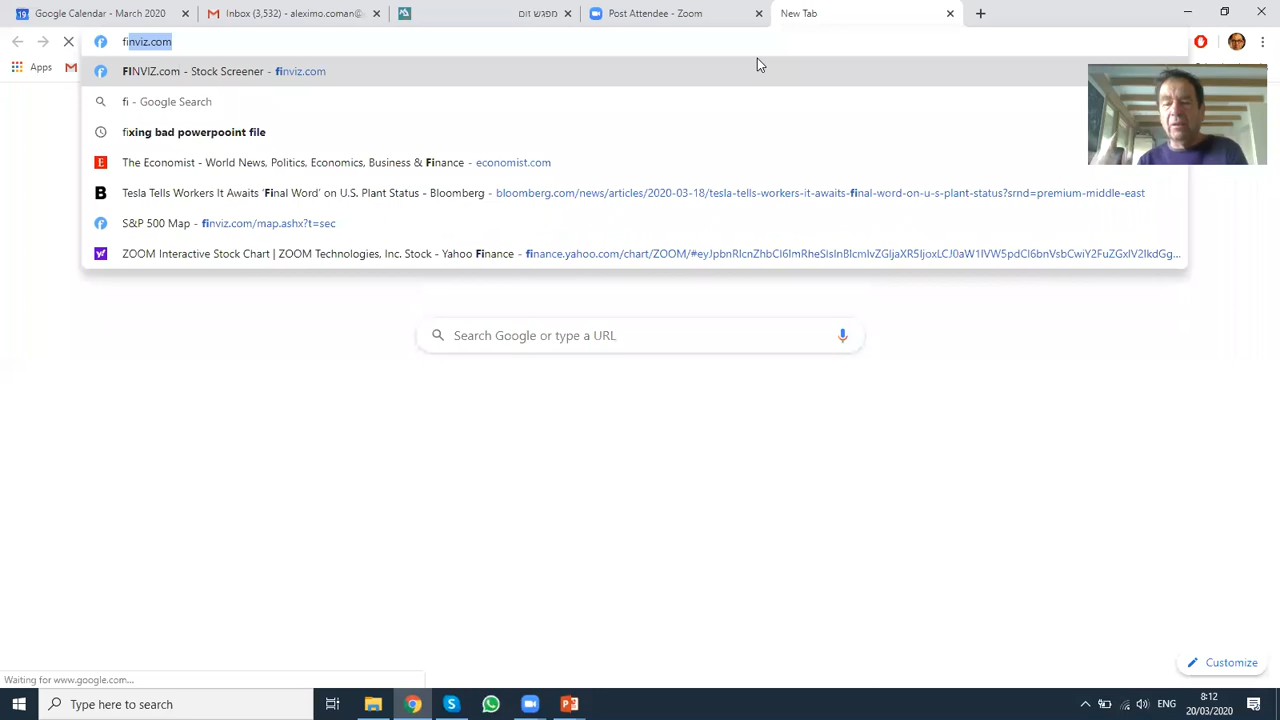 Google Calendar - March 2020
Inbox (3,532) - aleximo.coman@
חספגש זום
Post Attendee - Zoom
New Tab
finviz.com
FINVIZ.com - Stock Screener - finviz.com
fi - Google Search
fixing bad powerpooint file
The Economist - World News, Politics, Economics, Business & Finance - economist.com
Tesla Tells Workers It Awaits 'Final Word' on U.S. Plant Status - Bloomberg - bloomberg.com/news/articles/2020-03-18/tesla-tells-workers-it-awaits-final-word-on-u-s-plant-status?srnd=premium-middle-east
S&P 500 Map - finviz.com/map.ashx?t=sec
ZOOM Interactive Stock Chart | ZOOM Technologies, Inc. Stock - Yahoo Finance - finance.yahoo.com/chart/ZOOM/
Apps
Search Google or type a URL
Customize
Waiting for www.google.com...
Type here to search
ENG
8:12
20/03/2020
19